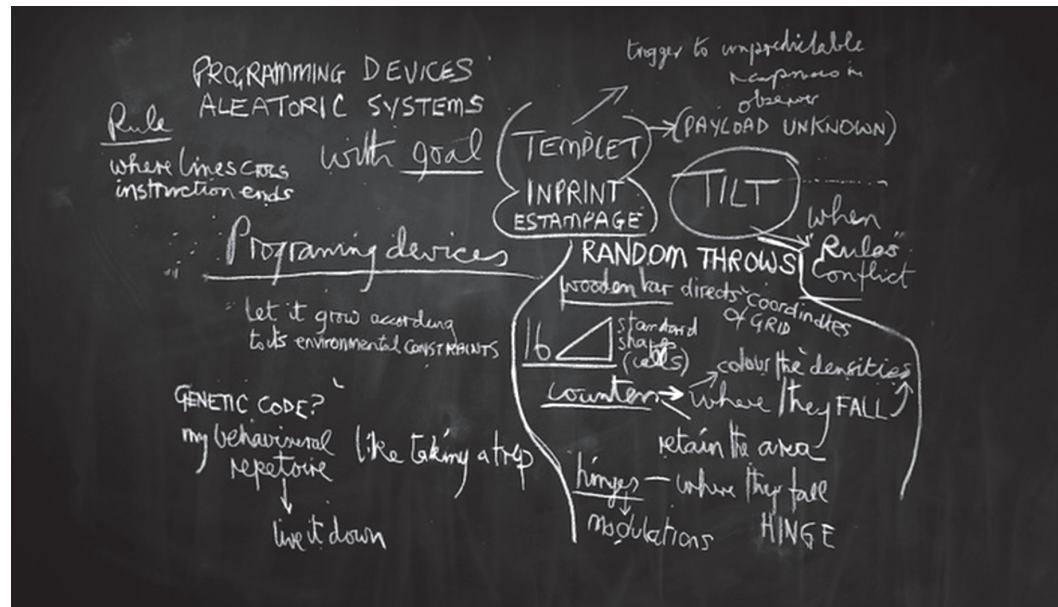 PROGRAMMING DEVICES
ALEATORIC SYSTEMS
with goal
Rule
where lines cross
instruction ends
Programing devices
Let it grow according
to its environmental CONSTRAINTS
GENETIC CODE?
my behavioural
repetoire
live it down
like taking a trip
trigger to unpredictable
responses in
observer
(PAYLOAD UNKNOWN)
TEMPLET
INPRINT
ESTAMPAGE
TILT
when
"Rules"
Conflict
RANDOM THROWS
wooden bar directs coordinates
of GRID
16 standard
shapes
(cells)
counters colour the densities
where they FALL
retain the area
hinges — where they fall
modulations HINGE